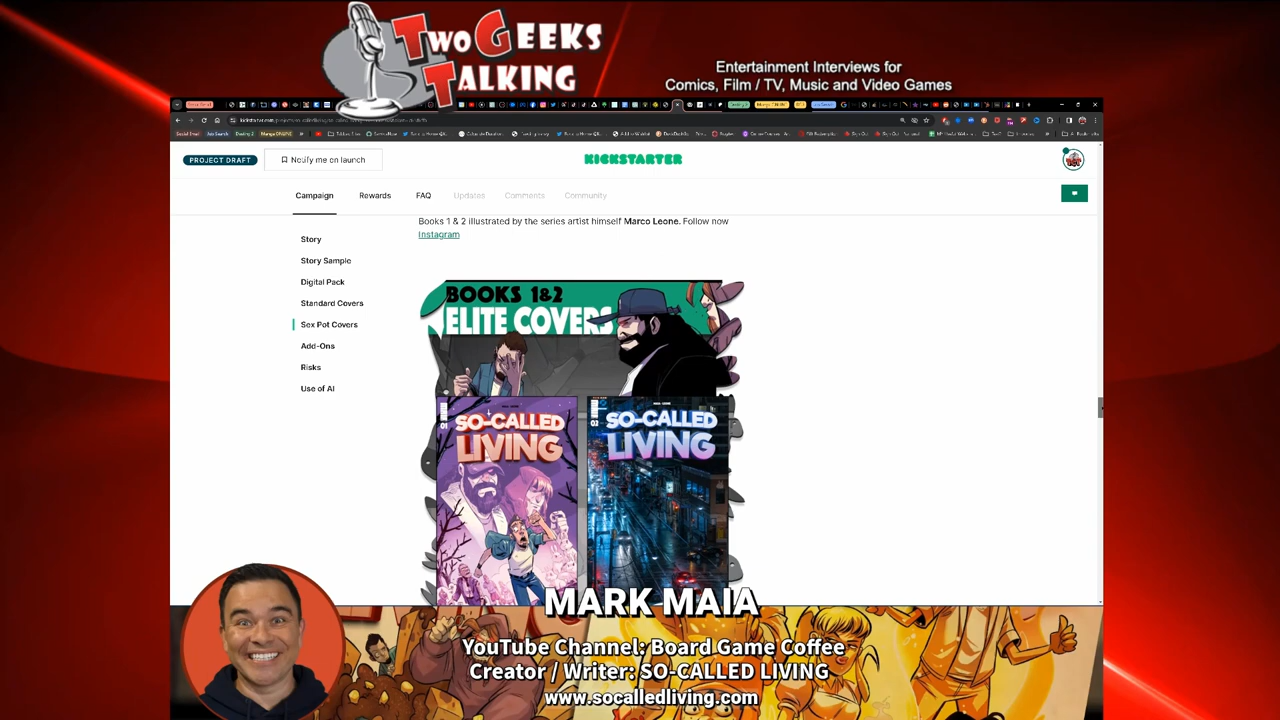 TWO GEEKS
TALKING
Entertainment Interviews for
Comics, Film / TV, Music and Video Games
PROJECT DRAFT
Notify me on launch
KICKSTARTER
Campaign
Rewards
FAQ
Updates
Comments
Community
Books 1 & 2 illustrated by the series artist himself Marco Leone. Follow now
Instagram
Story
Story Sample
Digital Pack
Standard Covers
Sex Pot Covers
Add-Ons
Risks
Use of AI
BOOKS 1&2
ELITE COVERS
01
SO-CALLED
LIVING
02
SO-CALLED
LIVING
MARK MAIA
YouTube Channel: Board Game Coffee
Creator / Writer: SO-CALLED LIVING
www.socalledliving.com